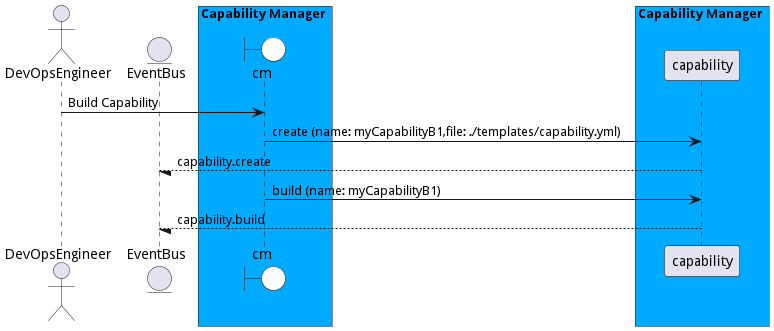 Capability Manager
Capability Manager
DevOpsEngineer
EventBus
cm
capability
Build Capability
create (name: myCapabilityB1,file: ./templates/capability.yml)
capability.create
build (name: myCapabilityB1)
capability.build
DevOpsEngineer
EventBus
cm
capability